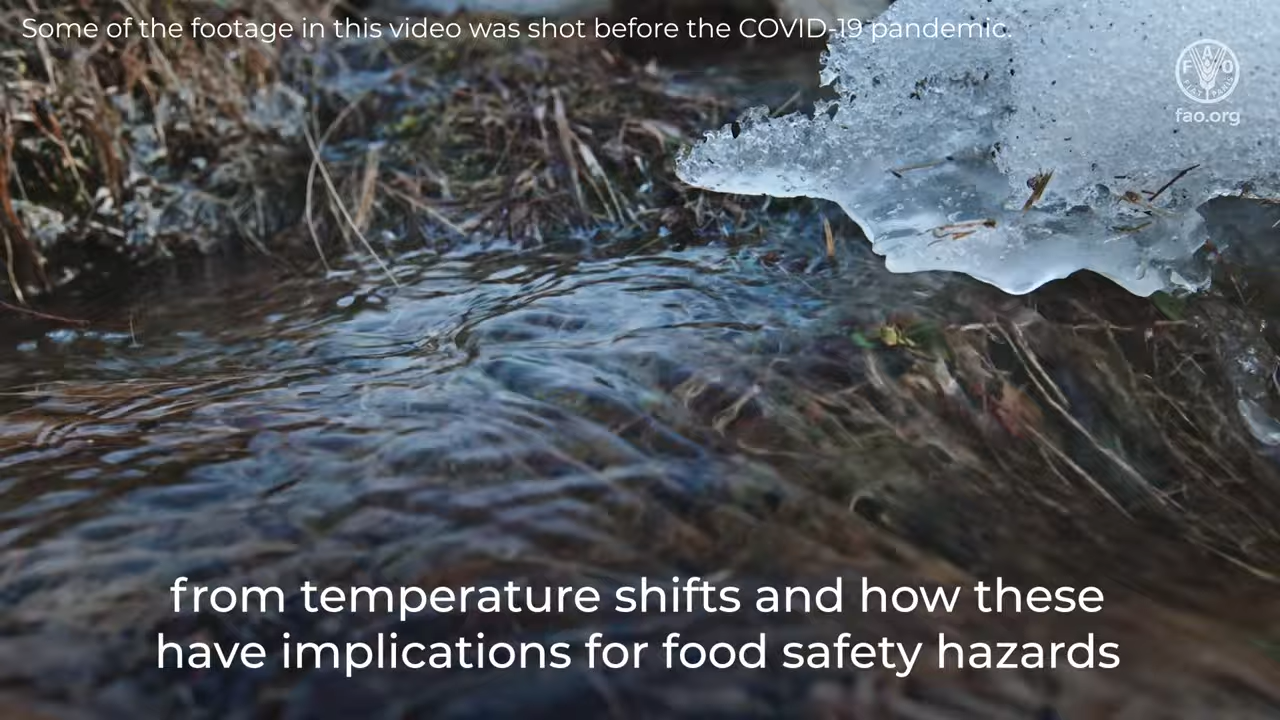 Some of the footage in this video was shot before the COVID-19 pandemic.
FAO
fao.org
from temperature shifts and how these
have implications for food safety hazards